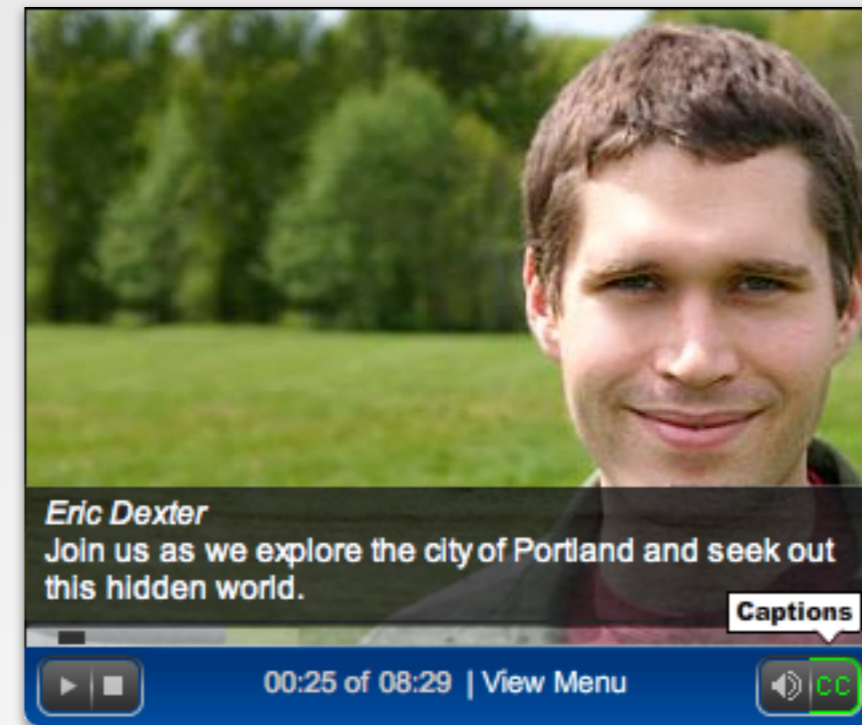 Eric Dexter
Join us as we explore the city of Portland and seek out
this hidden world.
Captions
00:25 of 08:29 | View Menu
CC